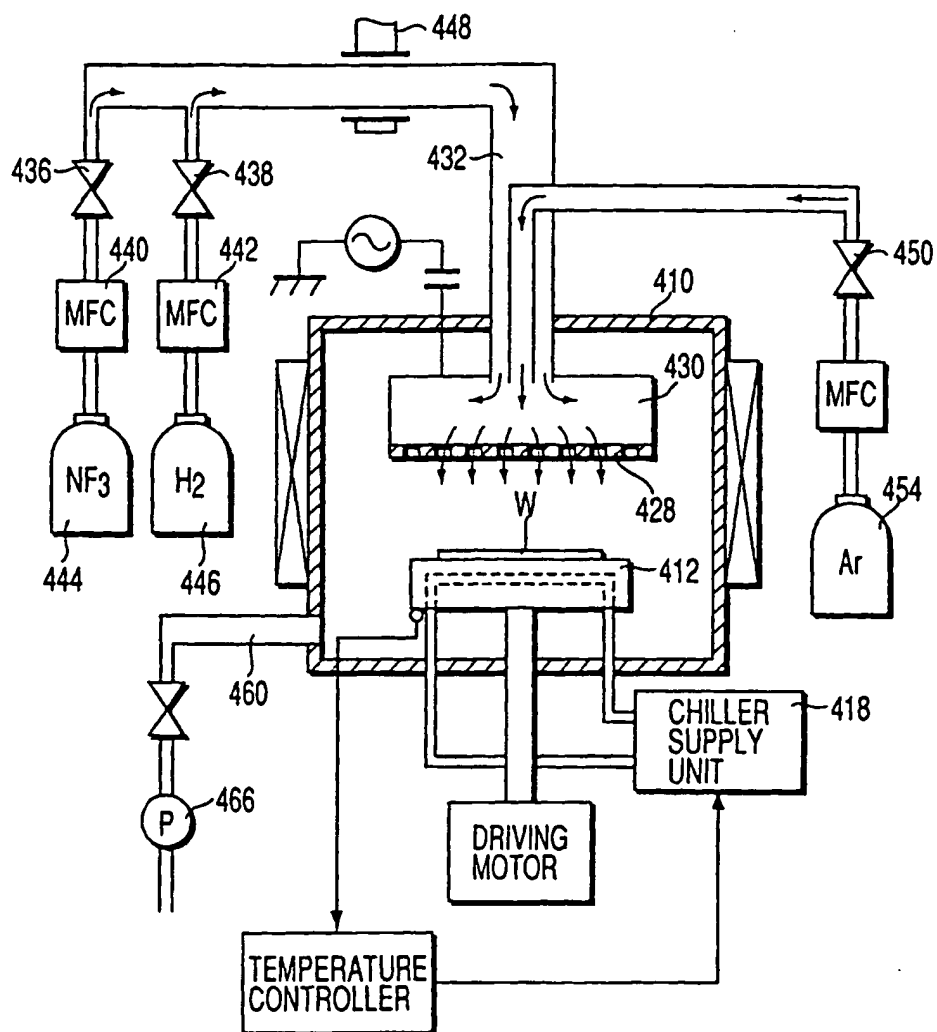 448
436
438
432
440
442
450
MFC
MFC
410
430
MFC
NF3
H2
428
454
W
444
446
412
Ar
460
CHILLER
SUPPLY
UNIT
418
466
P
DRIVING
MOTOR
TEMPERATURE
CONTROLLER